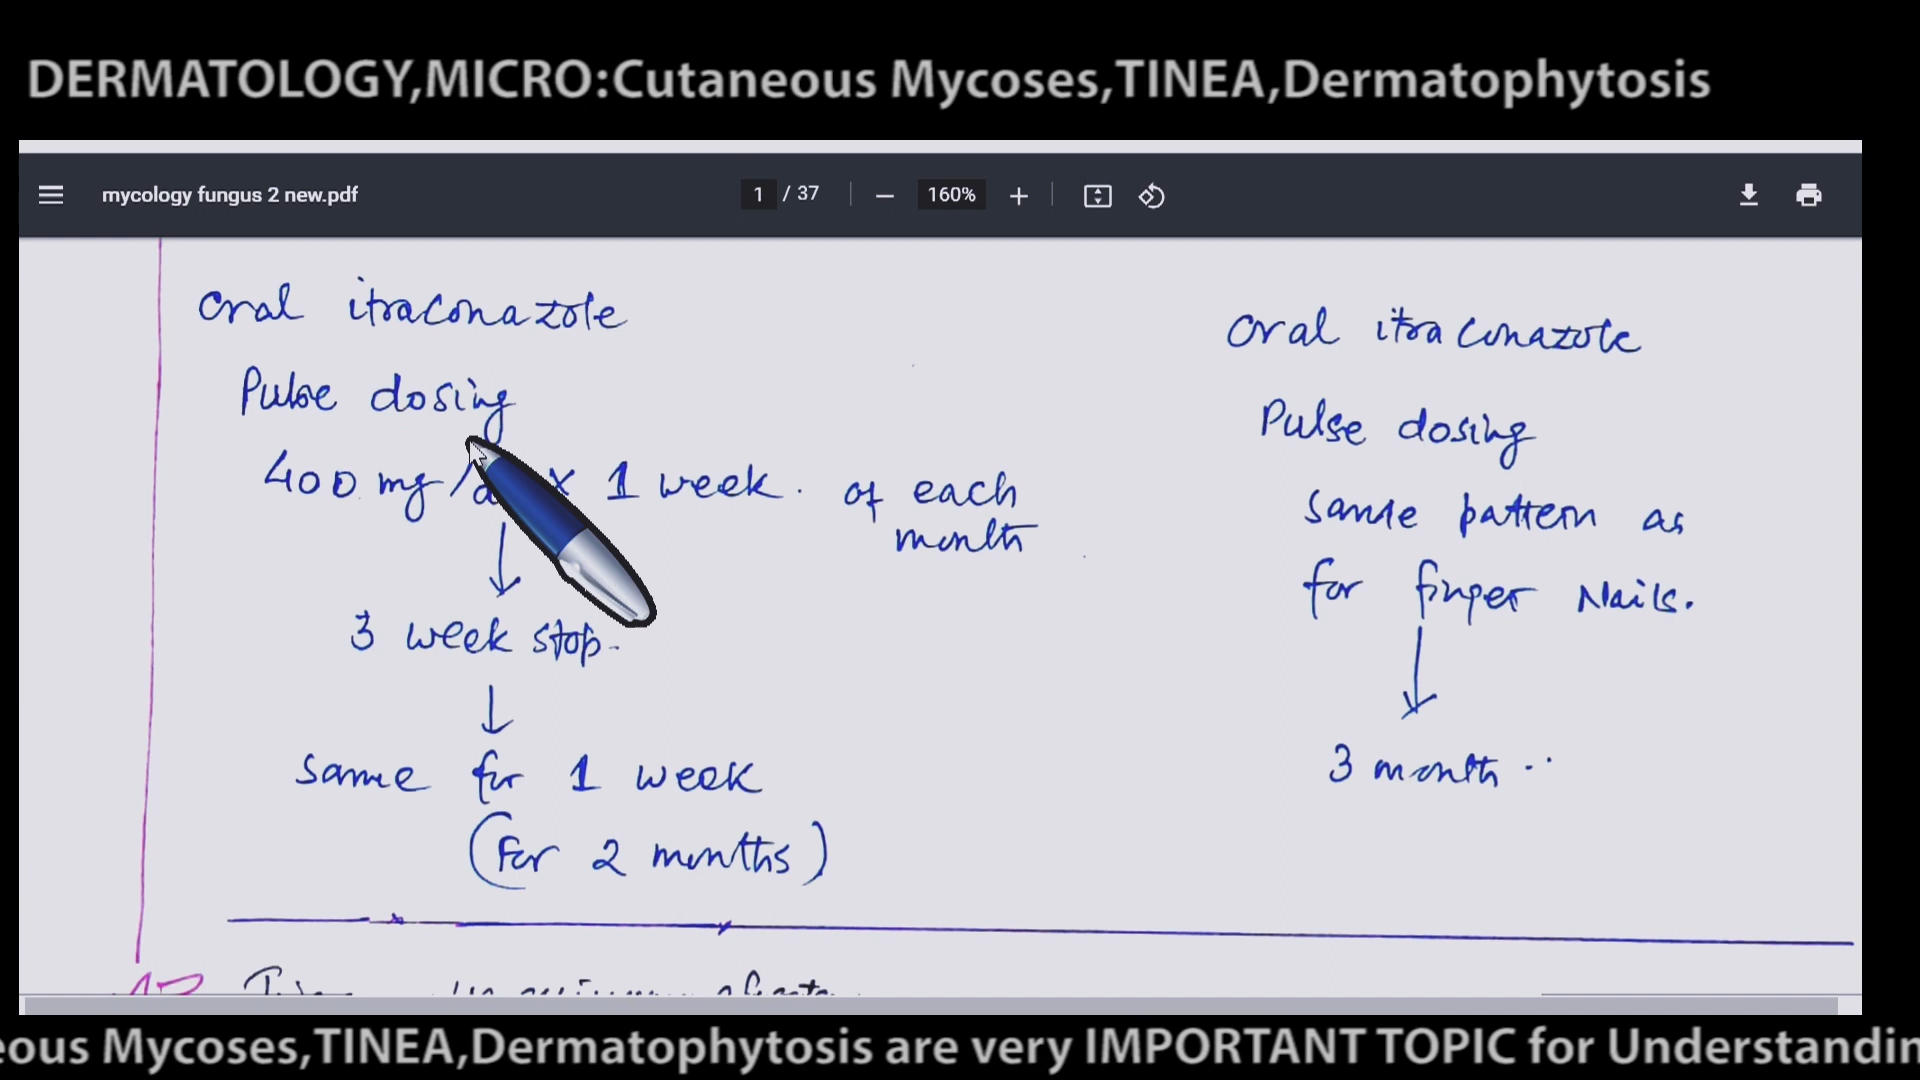 DERMATOLOGY,MICRO:Cutaneous Mycoses,TINEA,Dermatophytosis
mycology fungus 2 new.pdf
1 / 37
160%
oral itraconazole
Pulse dosing
400 mg/d x 1 week. of each
month
3 week stop.
same for 1 week
(For 2 months)
oral itraconazole
Pulse dosing
same pattern as
for finger Nails.
3 month ..
eous Mycoses,TINEA,Dermatophytosis are very IMPORTANT TOPIC for Understandin